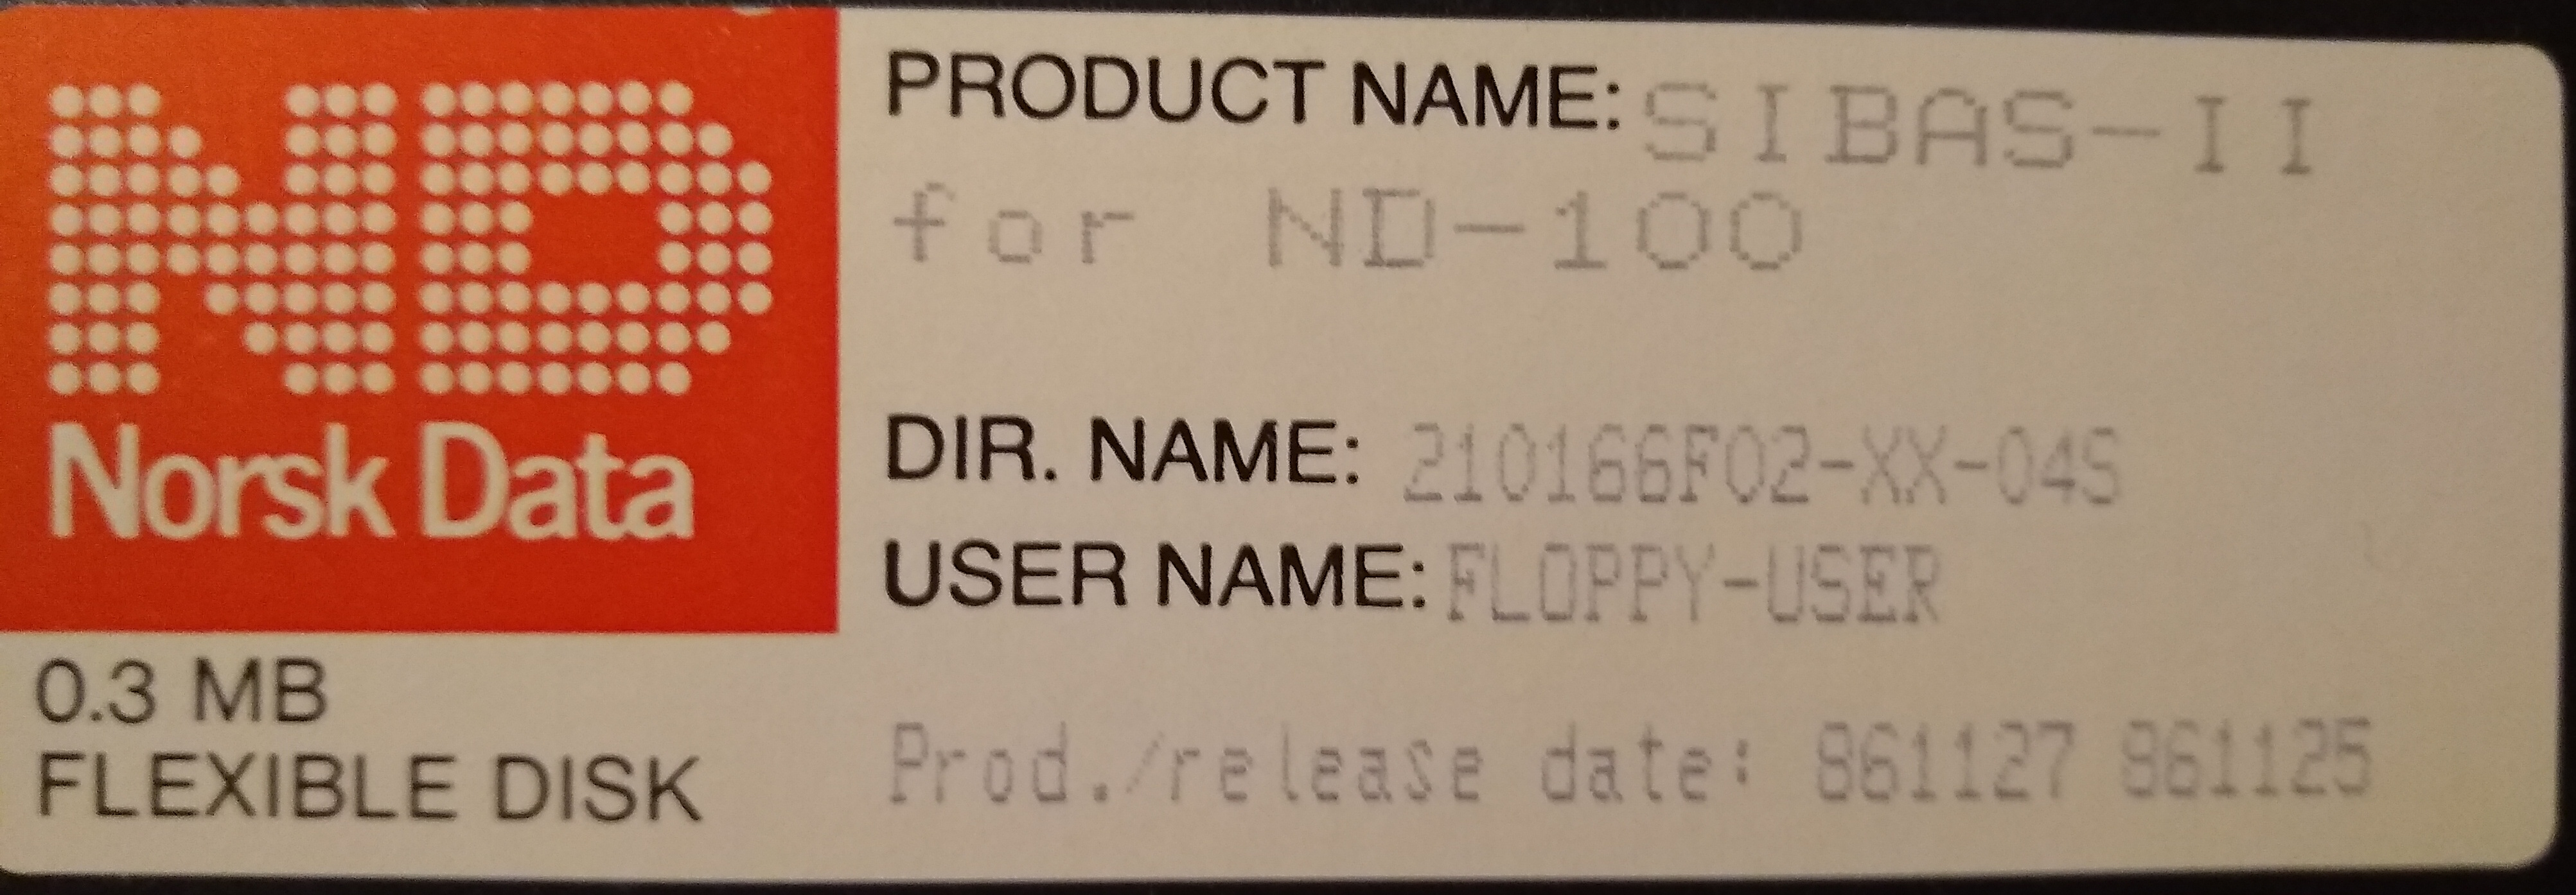 ND
Norsk Data
0.3 MB
FLEXIBLE DISK
PRODUCT NAME: SIBAS-II
for ND-100
DIR. NAME: 210166F02-XX-04S
USER NAME: FLOPPY-USER
Prod./release date: 861127 861125